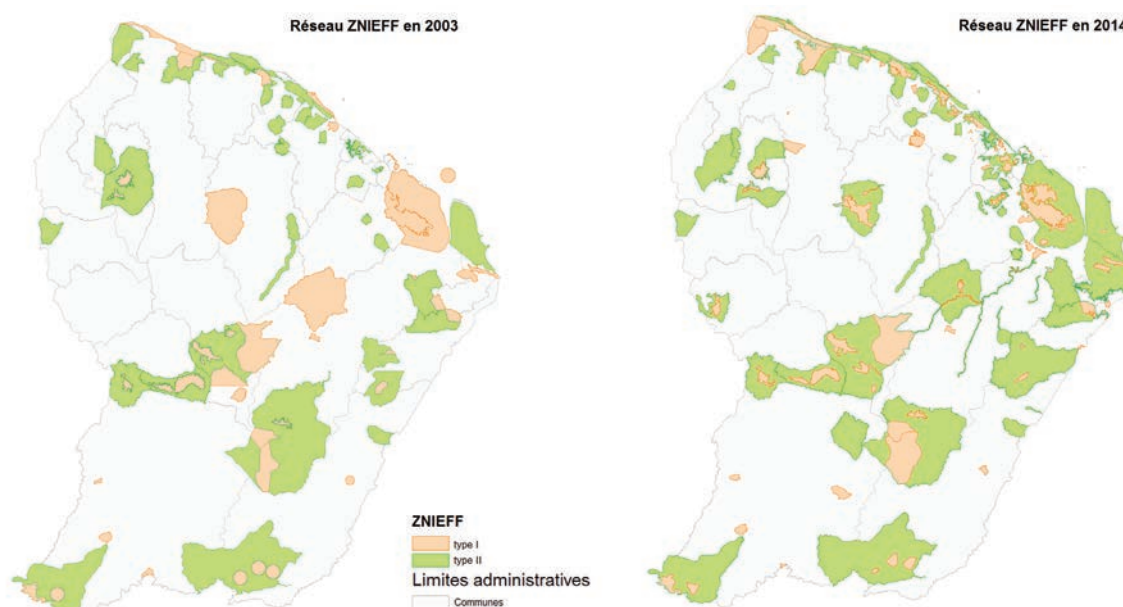 Réseau ZNIEFF en 2003
Réseau ZNIEFF en 2014
ZNIEFF
type I
type II
Limites administratives
Communes